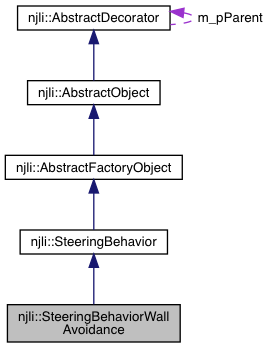 njli::AbstractDecorator
m_pParent
njli::AbstractObject
njli::AbstractFactoryObject
njli::SteeringBehavior
njli::SteeringBehaviorWall
Avoidance